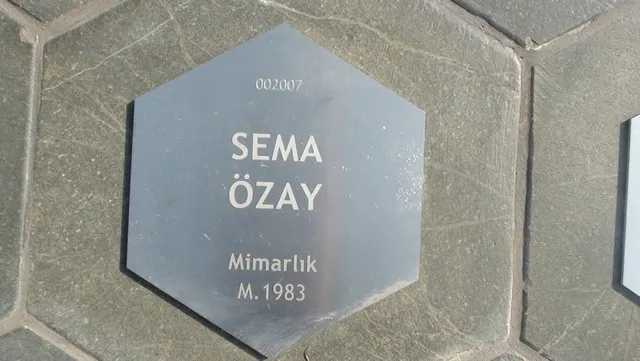 002007
SEMA
ÖZAY
Mimarlık
M.1983